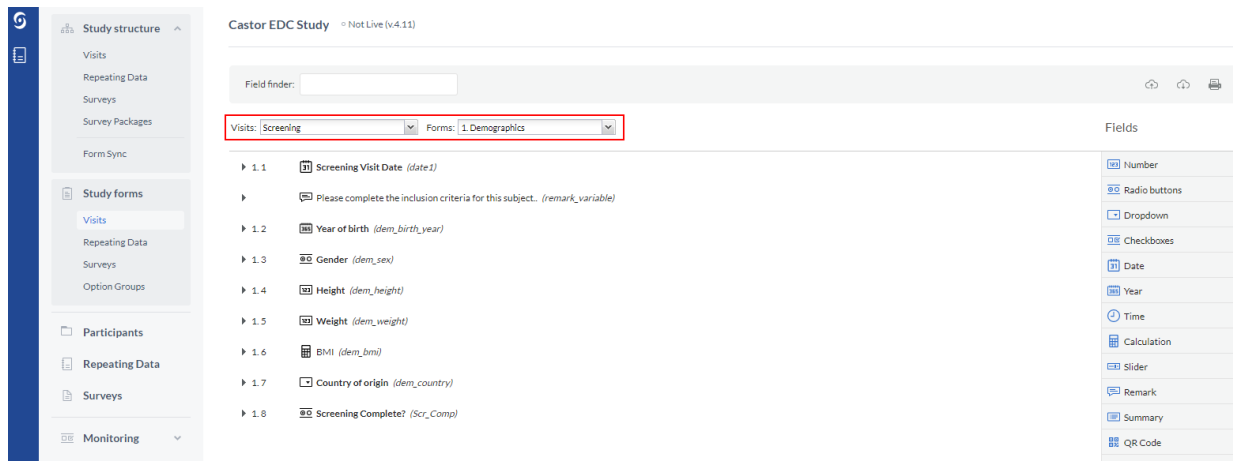 Study structure
Visits
Repeating Data
Surveys
Survey Packages
Form Sync
Study forms
Visits
Repeating Data
Surveys
Option Groups
Participants
Repeating Data
Surveys
Monitoring
Castor EDC Study Not Live (v.4.11)
Field finder:
Visits: Screening Forms: 1. Demographics
1.1 Screening Visit Date (date1)
Please complete the inclusion criteria for this subject.. (remark_variable)
1.2 Year of birth (dem_birth_year)
1.3 Gender (dem_sex)
1.4 Height (dem_height)
1.5 Weight (dem_weight)
1.6 BMI (dem_bmi)
1.7 Country of origin (dem_country)
1.8 Screening Complete? (Scr_Comp)
Fields
Number
Radio buttons
Dropdown
Checkboxes
Date
Year
Time
Calculation
Slider
Remark
Summary
QR Code